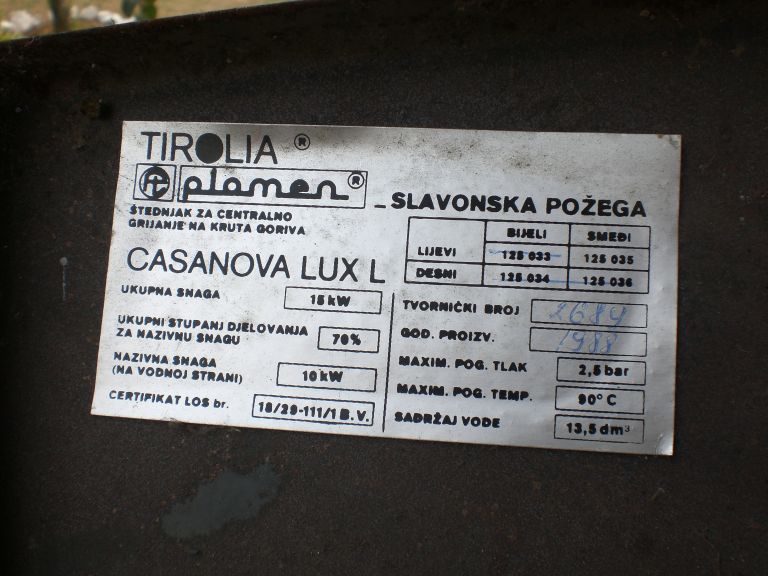 TIROLIA ®
plamen ® – SLAVONSKA POŽEGA
ŠTEDNJAK ZA CENTRALNO
GRIJANJE NA KRUTA GORIVA
CASANOVA LUX L
BIJELI SMEĐI
LIJEVI 125 033 125 035
DESNI 125 034 125 036
UKUPNA SNAGA 15 kW
UKUPNI STUPANJ DJELOVANJA
ZA NAZIVNU SNAGU 70%
NAZIVNA SNAGA
(NA VODNOJ STRANI) 10 kW
CERTIFIKAT LOS br. 18/29-111/1 B.V.
TVORNIČKI BROJ 2689
GOD. PROIZV. 1988
MAXIM. POG. TLAK 2,5 bar
MAXIM. POG. TEMP. 90° C
SADRŽAJ VODE 13,5 dm³